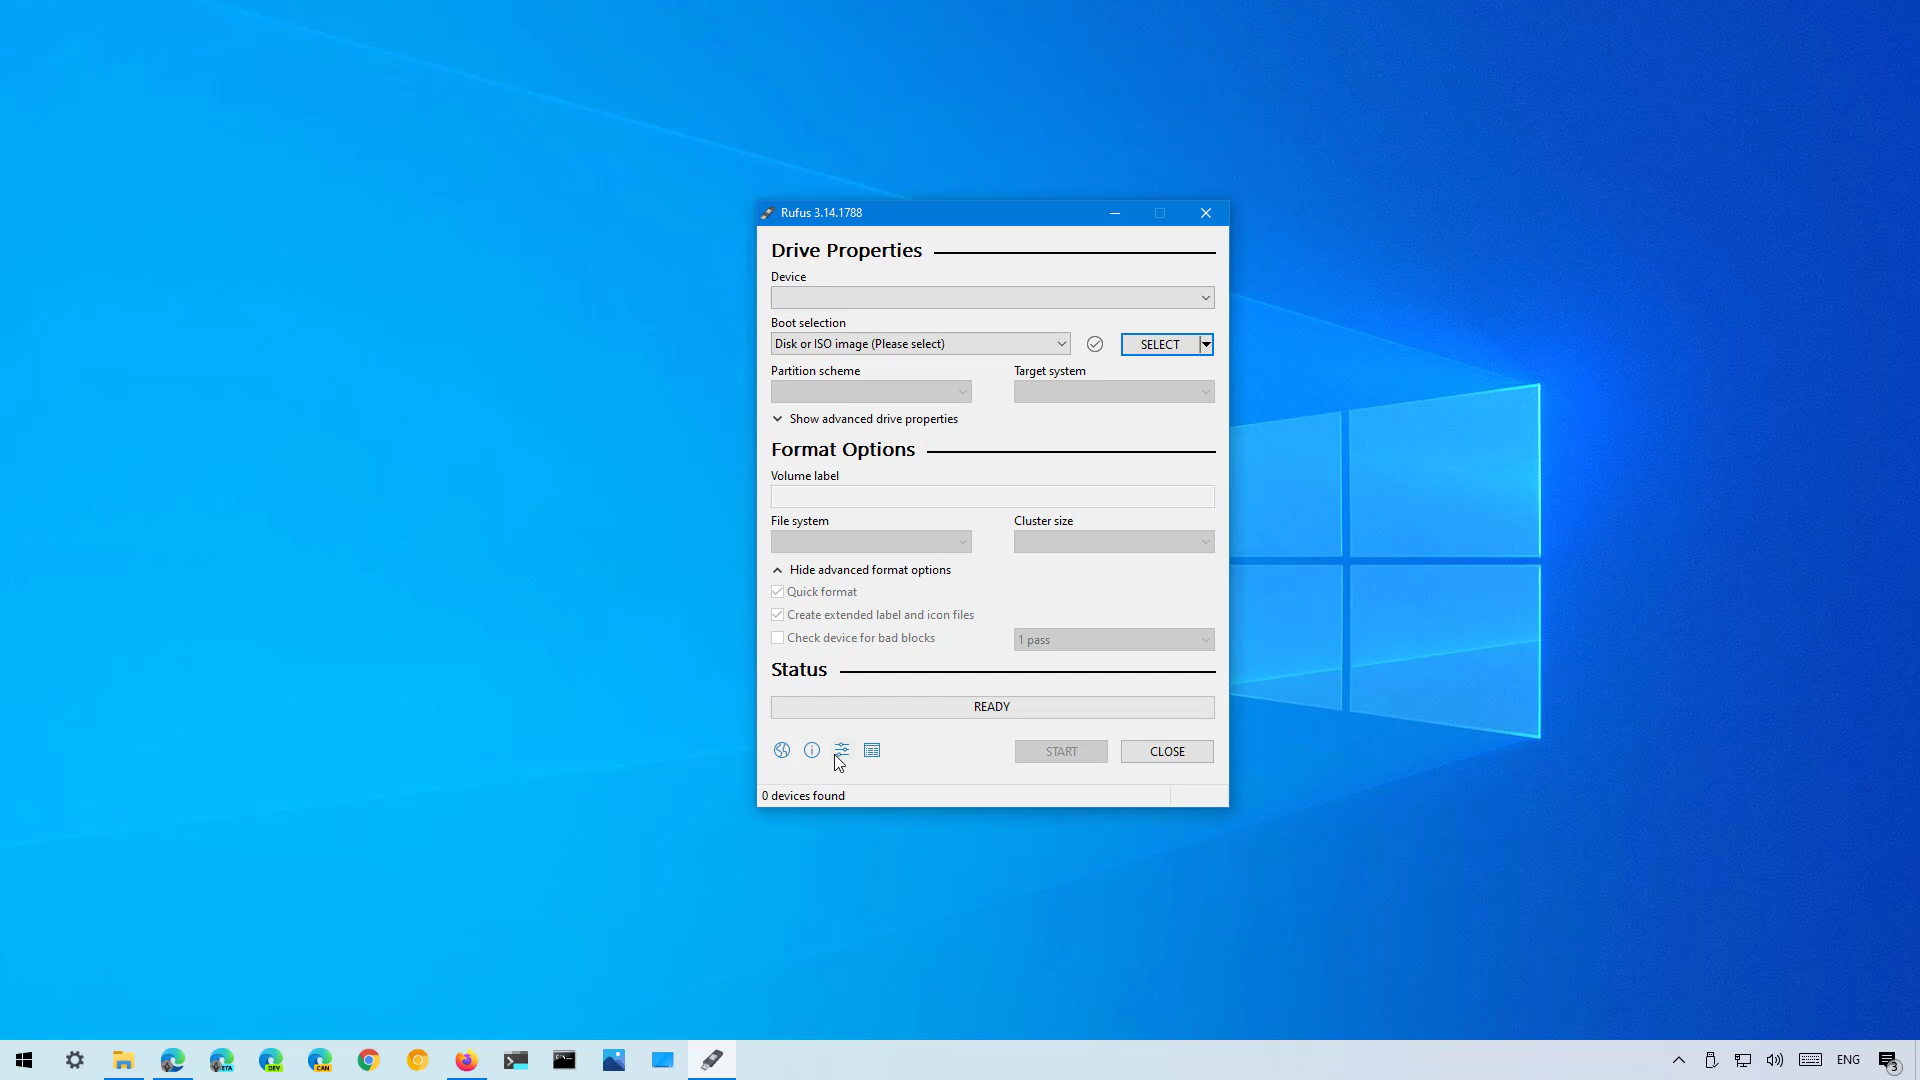 Rufus 3.14.1788
Drive Properties
Device
Boot selection
Disk or ISO image (Please select)
SELECT
Partition scheme
Target system
Show advanced drive properties
Format Options
Volume label
File system
Cluster size
Hide advanced format options
Quick format
Create extended label and icon files
Check device for bad blocks
1 pass
Status
READY
START
CLOSE
0 devices found
DEV
CAN
ENG
3